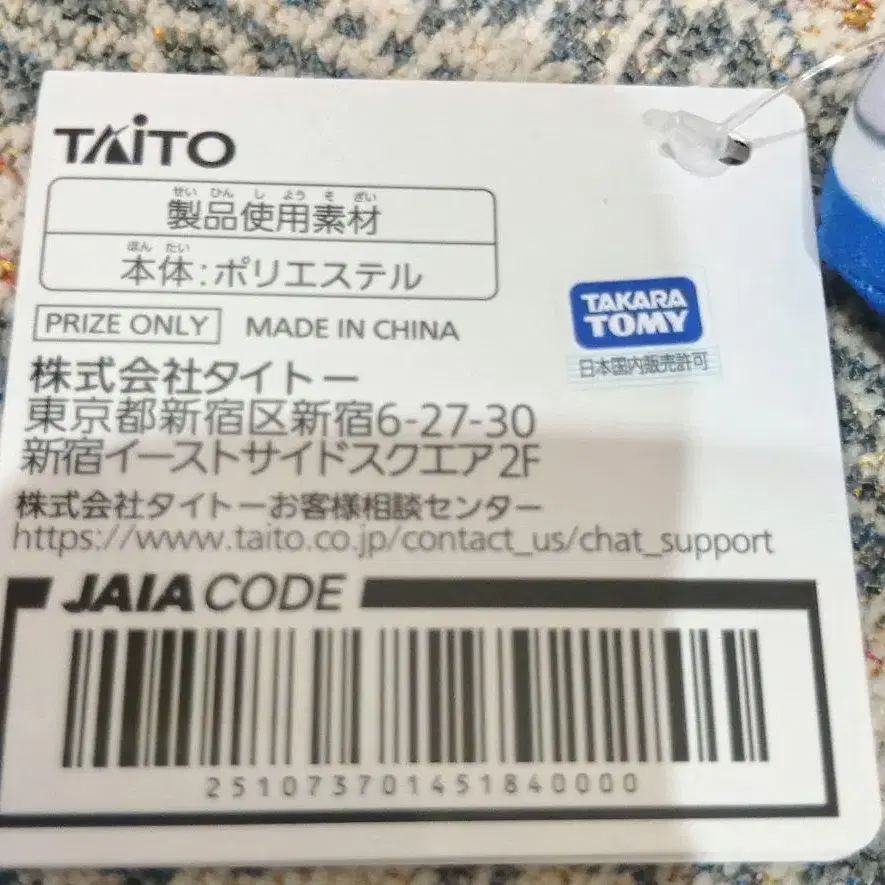 TAITO
せいひんしようそざい
製品使用素材
ほんたい
本体:ポリエステル
PRIZE ONLY MADE IN CHINA
TAKARA
TOMY
日本国内販売許可
株式会社タイトー
東京都新宿区新宿6-27-30
新宿イーストサイドスクエア2F
株式会社タイトーお客様相談センター
https://www.taito.co.jp/contact_us/chat_support
JAIA CODE
2510737014518400000